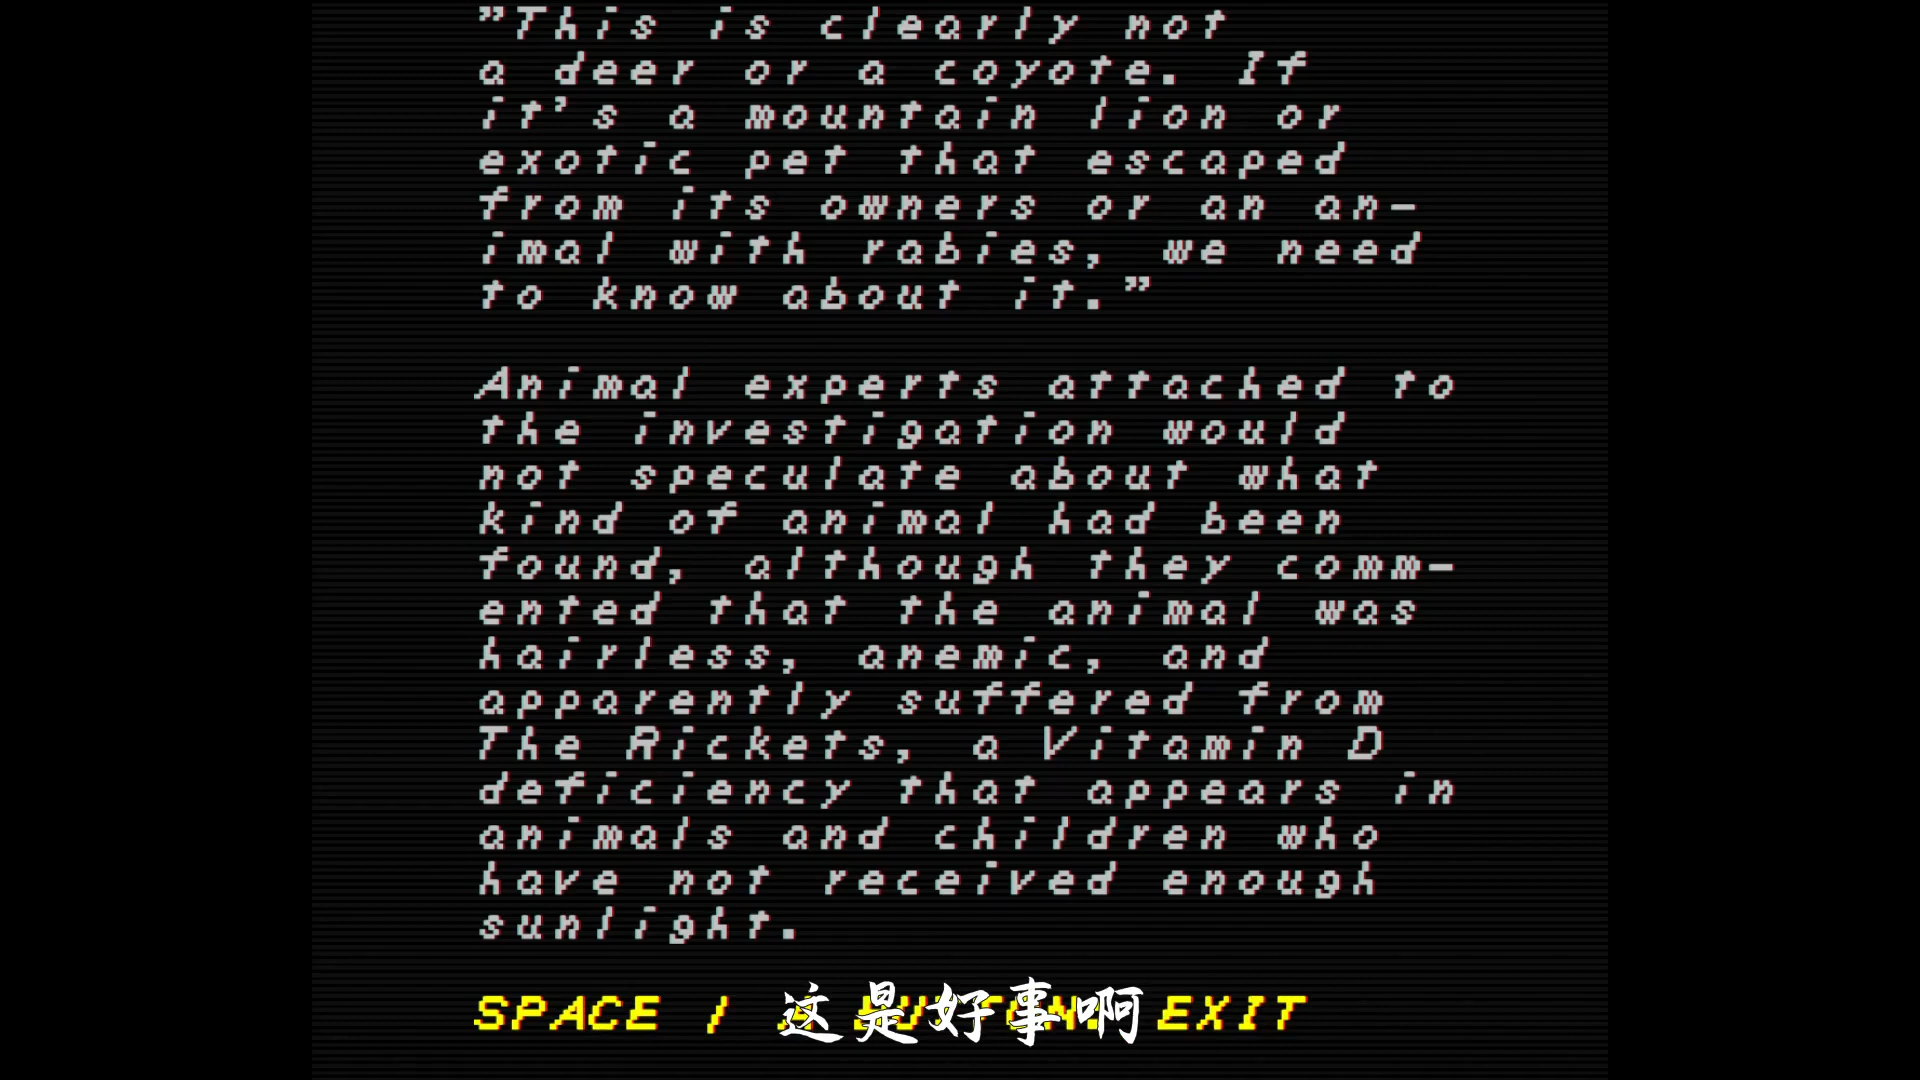 "This is clearly not
a deer or a coyote. If
it's a mountain lion or
exotic pet that escaped
from its owners or an an-
imal with rabies, we need
to know about it."
Animal experts attached to
the investigation would
not speculate about what
kind of animal had been
found, although they comm-
ented that the animal was
hairless, anemic, and
apparently suffered from
The Rickets, a Vitamin D
deficiency that appears in
animals and children who
have not received enough
sunlight.
SPACE / A BUTTON: EXIT
这是好事啊